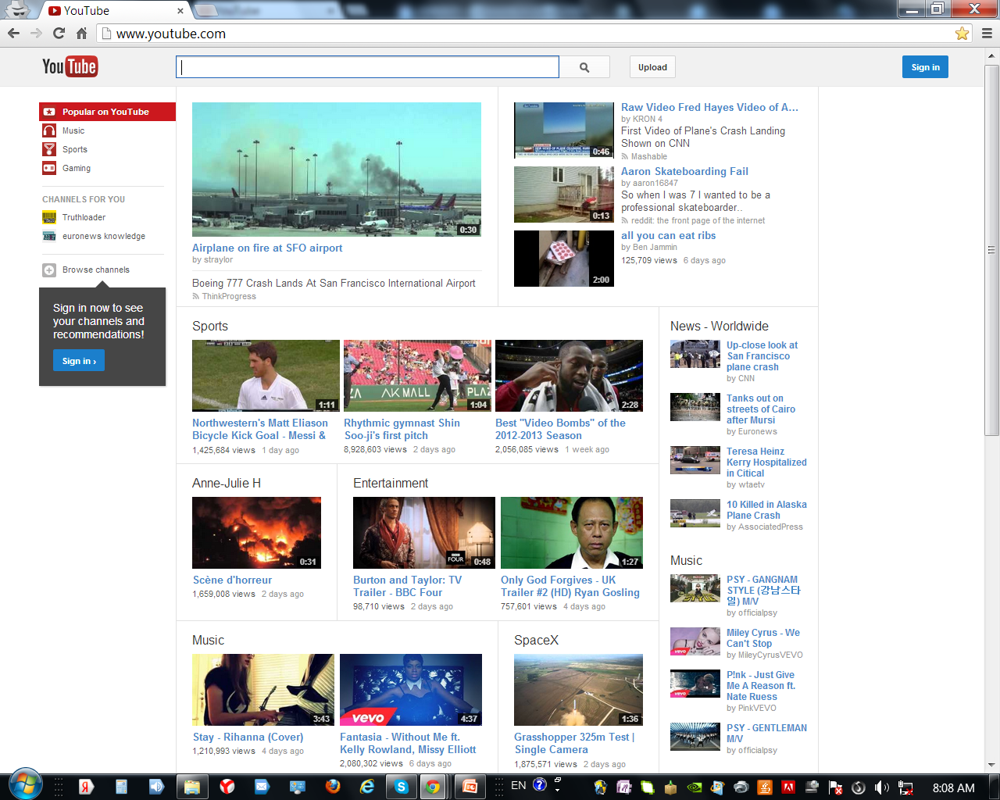 YouTube
YouTube
www.youtube.com
YouTube
Upload
Sign in
Popular on YouTube
Music
Sports
Gaming
CHANNELS FOR YOU
Truthloader
euronews knowledge
Browse channels
Sign in now to see
your channels and
recommendations!
Sign in ›
0:30
Airplane on fire at SFO airport
by straylor
Boeing 777 Crash Lands At San Francisco International Airport
ThinkProgress
0:46
Raw Video Fred Hayes Video of A...
by KRON 4
First Video of Plane's Crash Landing
Shown on CNN
Mashable
0:13
Aaron Skateboarding Fail
by aaron16847
So when I was 7 I wanted to be a
professional skateboarder..
reddit: the front page of the internet
2:00
all you can eat ribs
by Ben Jammin
125,709 views 6 days ago
Sports
1:11
Northwestern's Matt Eliason
Bicycle Kick Goal - Messi &
1,425,684 views 1 day ago
AK MALL
PLAZ
1:04
Rhythmic gymnast Shin
Soo-ji's first pitch
8,928,603 views 2 days ago
2:28
Best "Video Bombs" of the
2012-2013 Season
2,056,085 views 1 week ago
Anne-Julie H
0:31
Scène d'horreur
1,659,008 views 2 days ago
Entertainment
BBC
FOUR
0:48
Burton and Taylor: TV
Trailer - BBC Four
98,710 views 2 days ago
1:27
Only God Forgives - UK
Trailer #2 (HD) Ryan Gosling
757,601 views 4 days ago
Music
3:43
Stay - Rihanna (Cover)
1,210,993 views 4 days ago
vevo
4:37
Fantasia - Without Me ft.
Kelly Rowland, Missy Elliott
2,080,302 views 6 days ago
SpaceX
1:36
Grasshopper 325m Test |
Single Camera
1,875,571 views 2 days ago
News - Worldwide
Up-close look at
San Francisco
plane crash
by CNN
Tanks out on
streets of Cairo
after Mursi
by Euronews
Teresa Heinz
Kerry Hospitalized
in Citical
by wtaetv
10 Killed in Alaska
Plane Crash
by AssociatedPress
Music
PSY - GANGNAM
STYLE (강남스타
일) M/V
by officialpsy
vevo
Miley Cyrus - We
Can't Stop
by MileyCyrusVEVO
vevo
P!nk - Just Give
Me A Reason ft.
Nate Ruess
by PinkVEVO
PSY - GENTLEMAN
M/V
by officialpsy
EN
8:08 AM